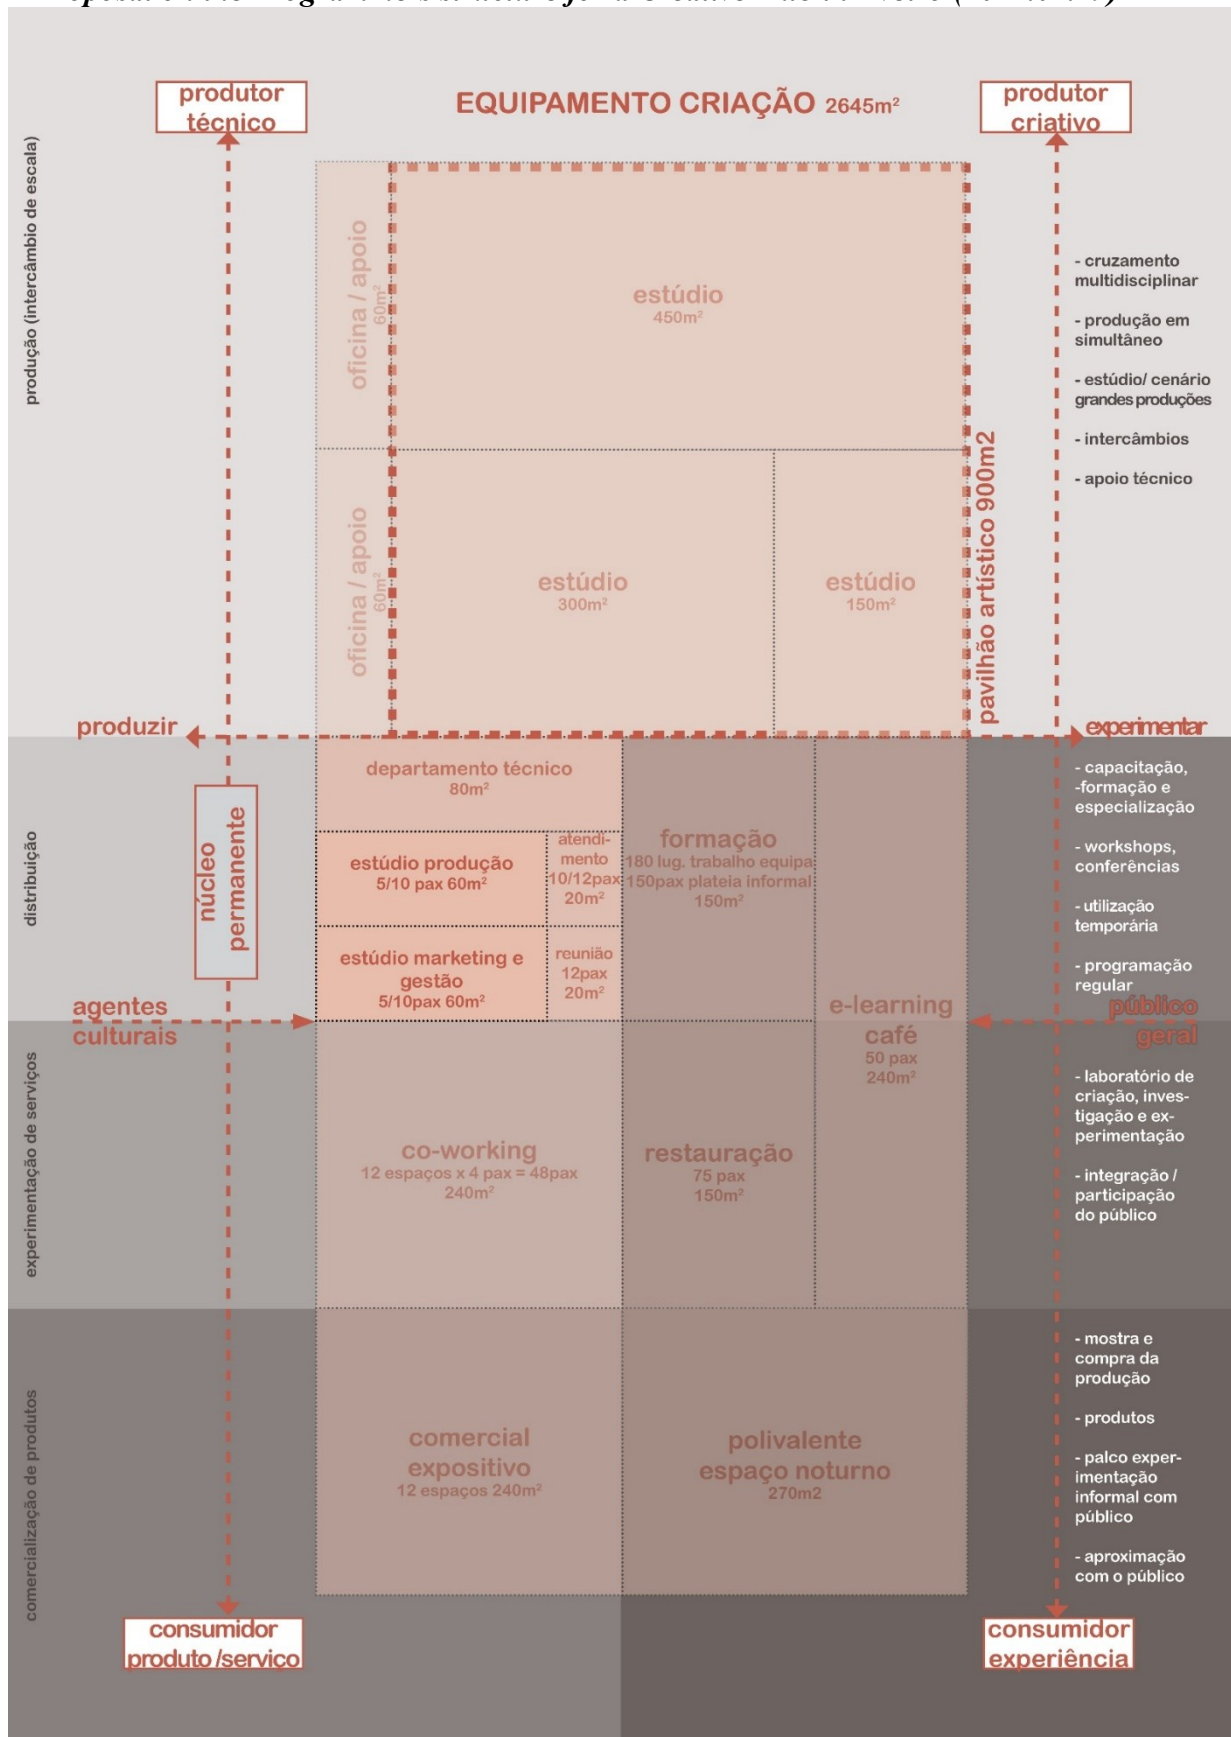 produtor
técnico
EQUIPAMENTO CRIAÇÃO 2645m²
produtor
criativo
produção (intercâmbio de escala)
oficina / apoio
60m²
estúdio
450m²
- cruzamento
multidisciplinar
- produção em
simultâneo
- estúdio/ cenário
grandes produções
- intercâmbios
- apoio técnico
oficina / apoio
60m²
estúdio
300m²
estúdio
150m²
pavilhão artístico 900m2
produzir
experimentar
distribuição
núcleo
permanente
departamento técnico
80m²
estúdio produção
5/10 pax 60m²
atendi-
mento
10/12pax
20m²
estúdio marketing e
gestão
5/10pax 60m²
reunião
12pax
20m²
formação
180 lug. trabalho equipa
150pax plateia informal
150m²
e-learning
café
50 pax
240m²
- capacitação,
-formação e
especialização
- workshops,
conferências
- utilização
temporária
- programação
regular
agentes
culturais
público
geral
experimentação de serviços
co-working
12 espaços x 4 pax = 48pax
240m²
restauração
75 pax
150m²
- laboratório de
criação, inves-
tigação e ex-
perimentação
- integração /
participação
do público
comercialização de produtos
comercial
expositivo
12 espaços 240m²
polivalente
espaço noturno
270m2
- mostra e
compra da
produção
- produtos
- palco exper-
imentação
informal com
público
- aproximação
com o público
consumidor
produto /serviço
consumidor
experiência